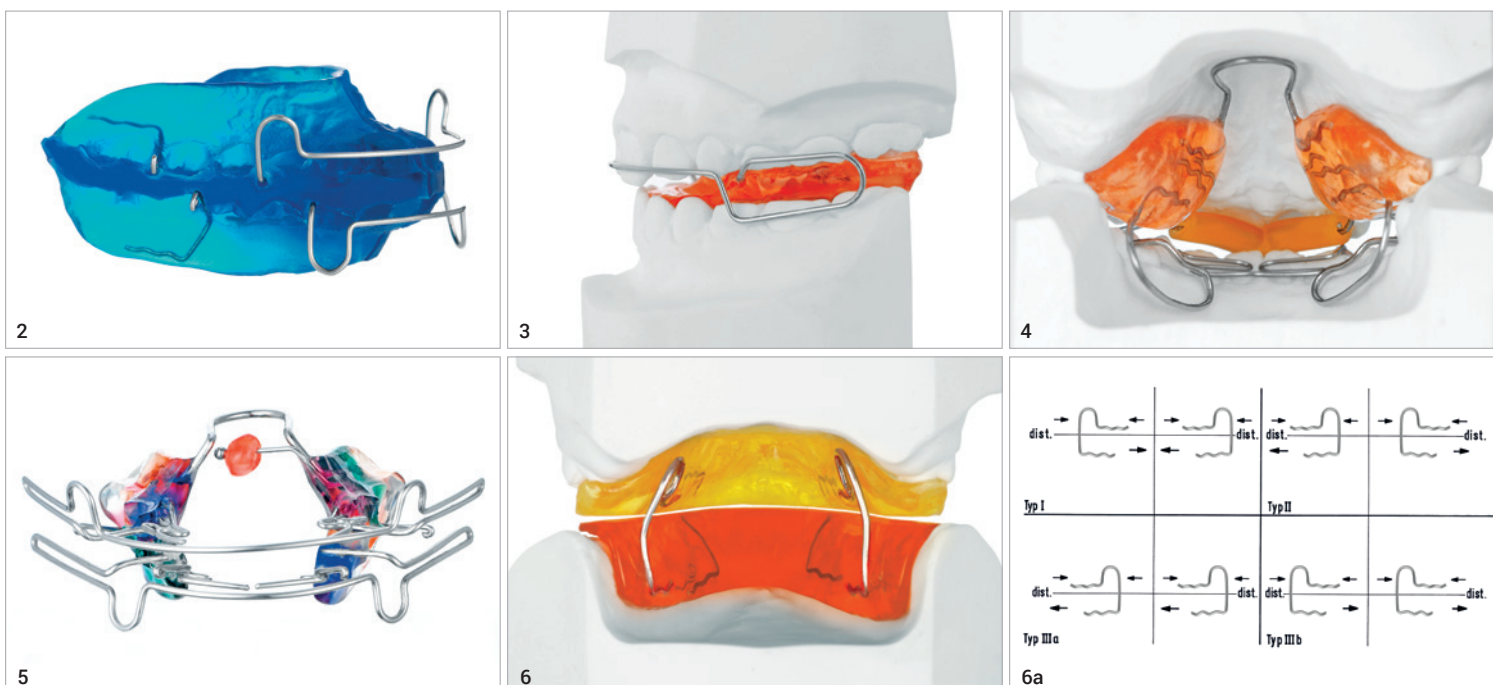 2
3
4
5
6
dist.
dist.
dist.
dist.
Typ I
Typ II
dist.
dist.
dist.
dist.
Typ IIIa
Typ IIIb
6a